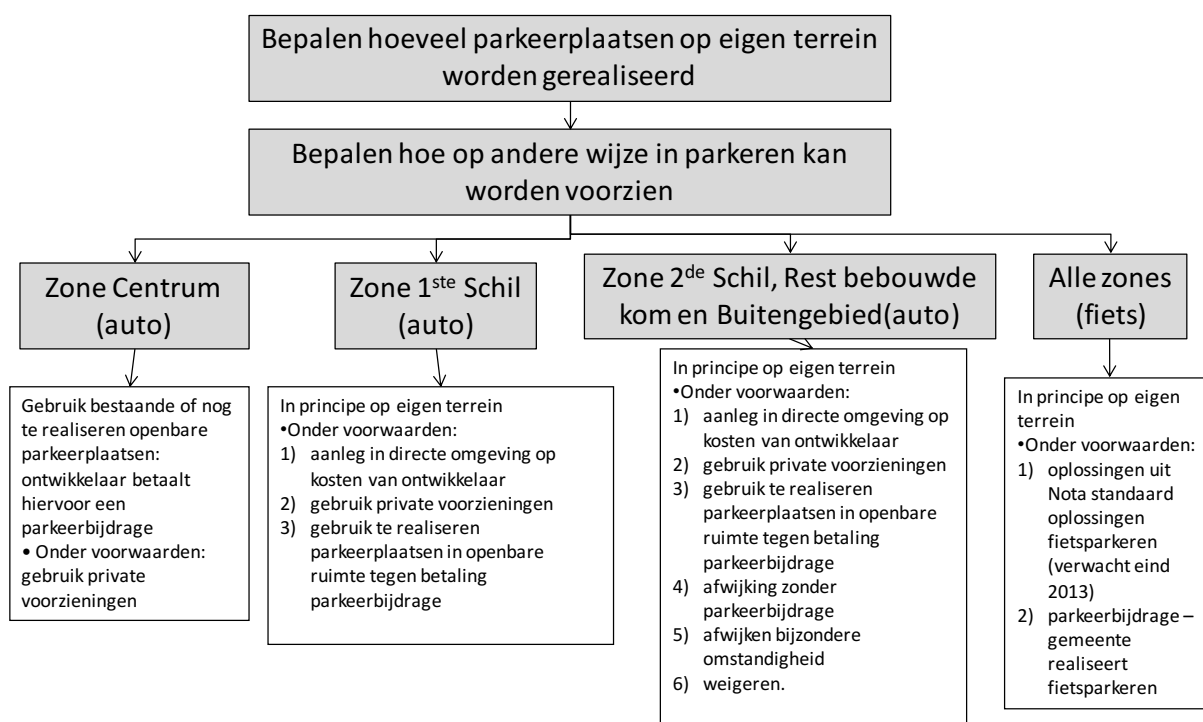 Bepalen hoeveel parkeerplaatsen op eigen terrein
worden gerealiseerd
Bepalen hoe op andere wijze in parkeren kan
worden voorzien
Zone Centrum
(auto)
Gebruik bestaande of nog
te realiseren openbare
parkeerplaatsen:
ontwikkelaar betaalt
hiervoor een
parkeerbijdrage
• Onder voorwaarden:
gebruik private
voorzieningen
Zone 1ste Schil
(auto)
In principe op eigen terrein
•Onder voorwaarden:
1) aanleg in directe omgeving op
kosten van ontwikkelaar
2) gebruik private voorzieningen
3) gebruik te realiseren
parkeerplaatsen in openbare
ruimte tegen betaling
parkeerbijdrage
Zone 2de Schil, Rest bebouwde
kom en Buitengebied(auto)
In principe op eigen terrein
•Onder voorwaarden:
1) aanleg in directe omgeving op
kosten van ontwikkelaar
2) gebruik private voorzieningen
3) gebruik te realiseren
parkeerplaatsen in openbare
ruimte tegen betaling
parkeerbijdrage
4) afwijking zonder
parkeerbijdrage
5) afwijken bijzondere
omstandigheid
6) weigeren.
Alle zones
(fiets)
In principe op eigen
terrein
•Onder voorwaarden:
1) oplossingen uit
Nota standaard
oplossingen
fietsparkeren
(verwacht eind
2013)
2) parkeerbijdrage –
gemeente
realiseert
fietsparkeren